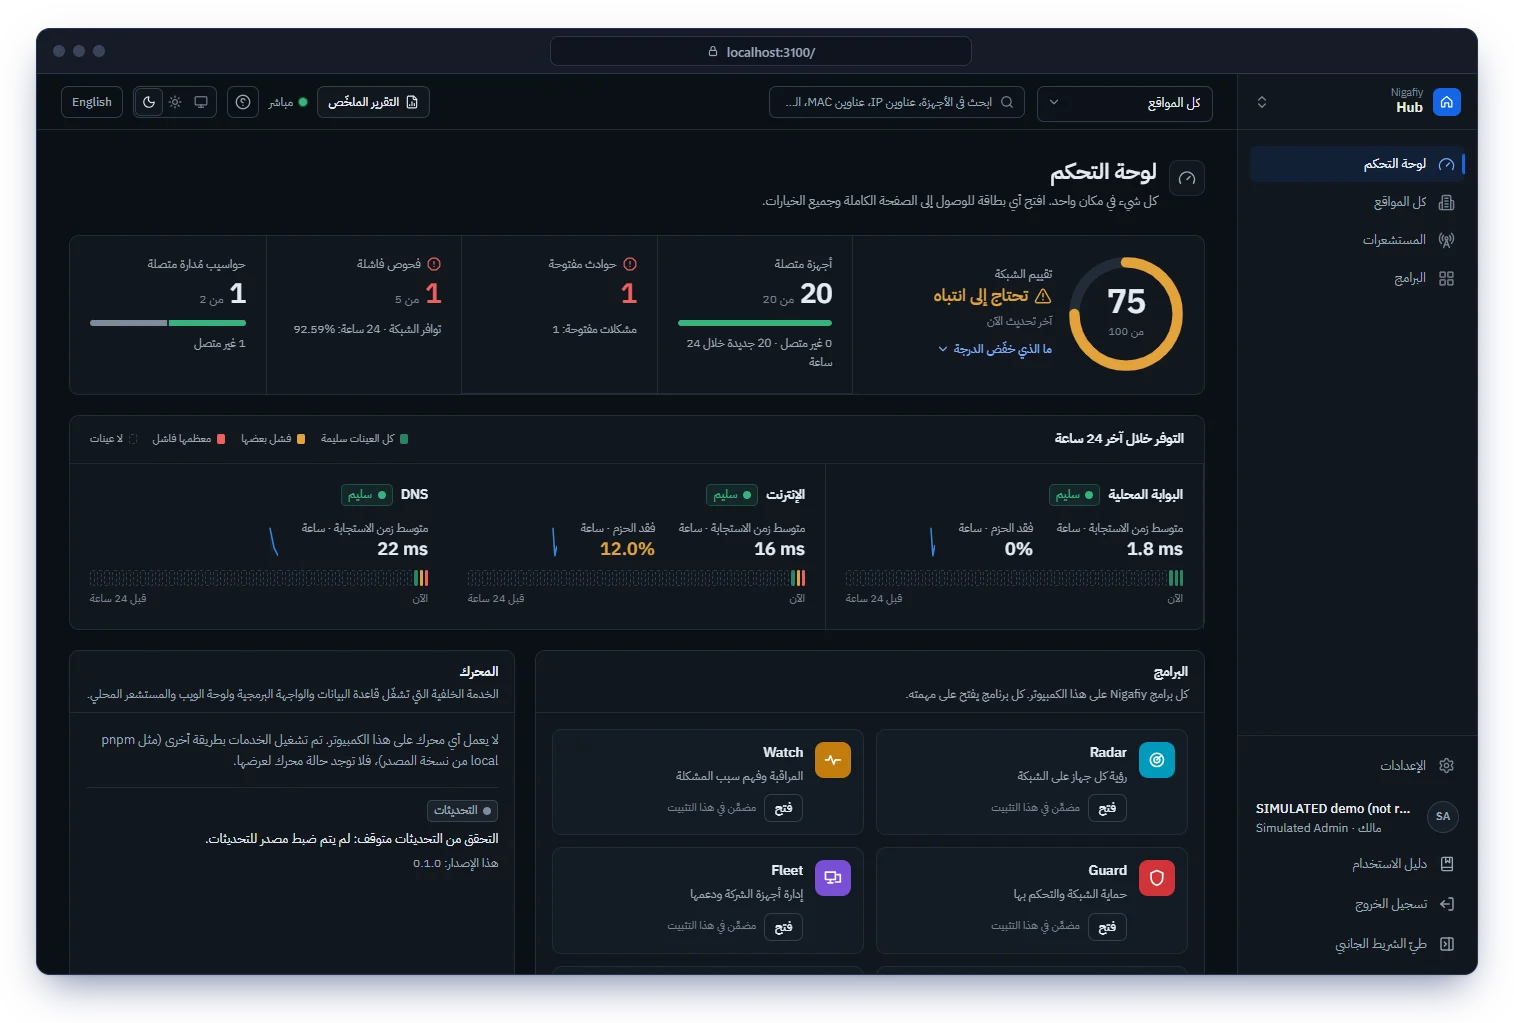 localhost:3100/
Nigafiy
Hub
كل المواقع
ابحث في الأجهزة، عناوين IP، عناوين MAC، الـ...
التقرير الملخّص
مباشر
English
لوحة التحكم
كل المواقع
المستشعرات
البرامج
لوحة التحكم
كل شيء في مكان واحد. افتح أي بطاقة للوصول إلى الصفحة الكاملة وجميع الخيارات.
75
من 100
تقييم الشبكة
تحتاج إلى انتباه
آخر تحديث الآن
ما الذي خفّض الدرجة
أجهزة متصلة
20 من 20
0 غير متصل · 20 جديدة خلال 24
ساعة
حوادث مفتوحة
1
مشكلات مفتوحة: 1
فحوص فاشلة
1 من 5
توافر الشبكة · 24 ساعة: 92.59%
حواسيب مُدارة متصلة
1 من 2
1 غير متصل
التوفر خلال آخر 24 ساعة
كل العينات سليمة
فشل بعضها
معظمها فاشل
لا عينات
البوابة المحلية
سليم
متوسط زمن الاستجابة · ساعة
1.8 ms
فقد الحزم · ساعة
0%
الآن
قبل 24 ساعة
الإنترنت
سليم
متوسط زمن الاستجابة · ساعة
16 ms
فقد الحزم · ساعة
12.0%
الآن
قبل 24 ساعة
DNS
سليم
متوسط زمن الاستجابة · ساعة
22 ms
الآن
قبل 24 ساعة
البرامج
كل برامج Nigafiy على هذا الكمبيوتر. كل برنامج يفتح على مهمته.
Radar
رؤية كل جهاز على الشبكة
فتح
مضمّن في هذا التثبيت
Watch
المراقبة وفهم سبب المشكلة
فتح
مضمّن في هذا التثبيت
Guard
حماية الشبكة والتحكم بها
فتح
مضمّن في هذا التثبيت
Fleet
إدارة أجهزة الشركة ودعمها
فتح
مضمّن في هذا التثبيت
المحرك
الخدمة الخلفية التي تشغّل قاعدة البيانات والواجهة البرمجية ولوحة الويب والمستشعر المحلي.
لا يعمل أي محرك على هذا الكمبيوتر. تم تشغيل الخدمات بطريقة أخرى (مثل pnpm
local من نسخة المصدر)، فلا توجد حالة محرك لعرضها.
التحديثات
التحقق من التحديثات متوقف: لم يتم ضبط مصدر للتحديثات.
هذا الإصدار: 0.1.0
الإعدادات
SA
SIMULATED demo (not r...
Simulated Admin · مالك
دليل الاستخدام
تسجيل الخروج
طيّ الشريط الجانبي